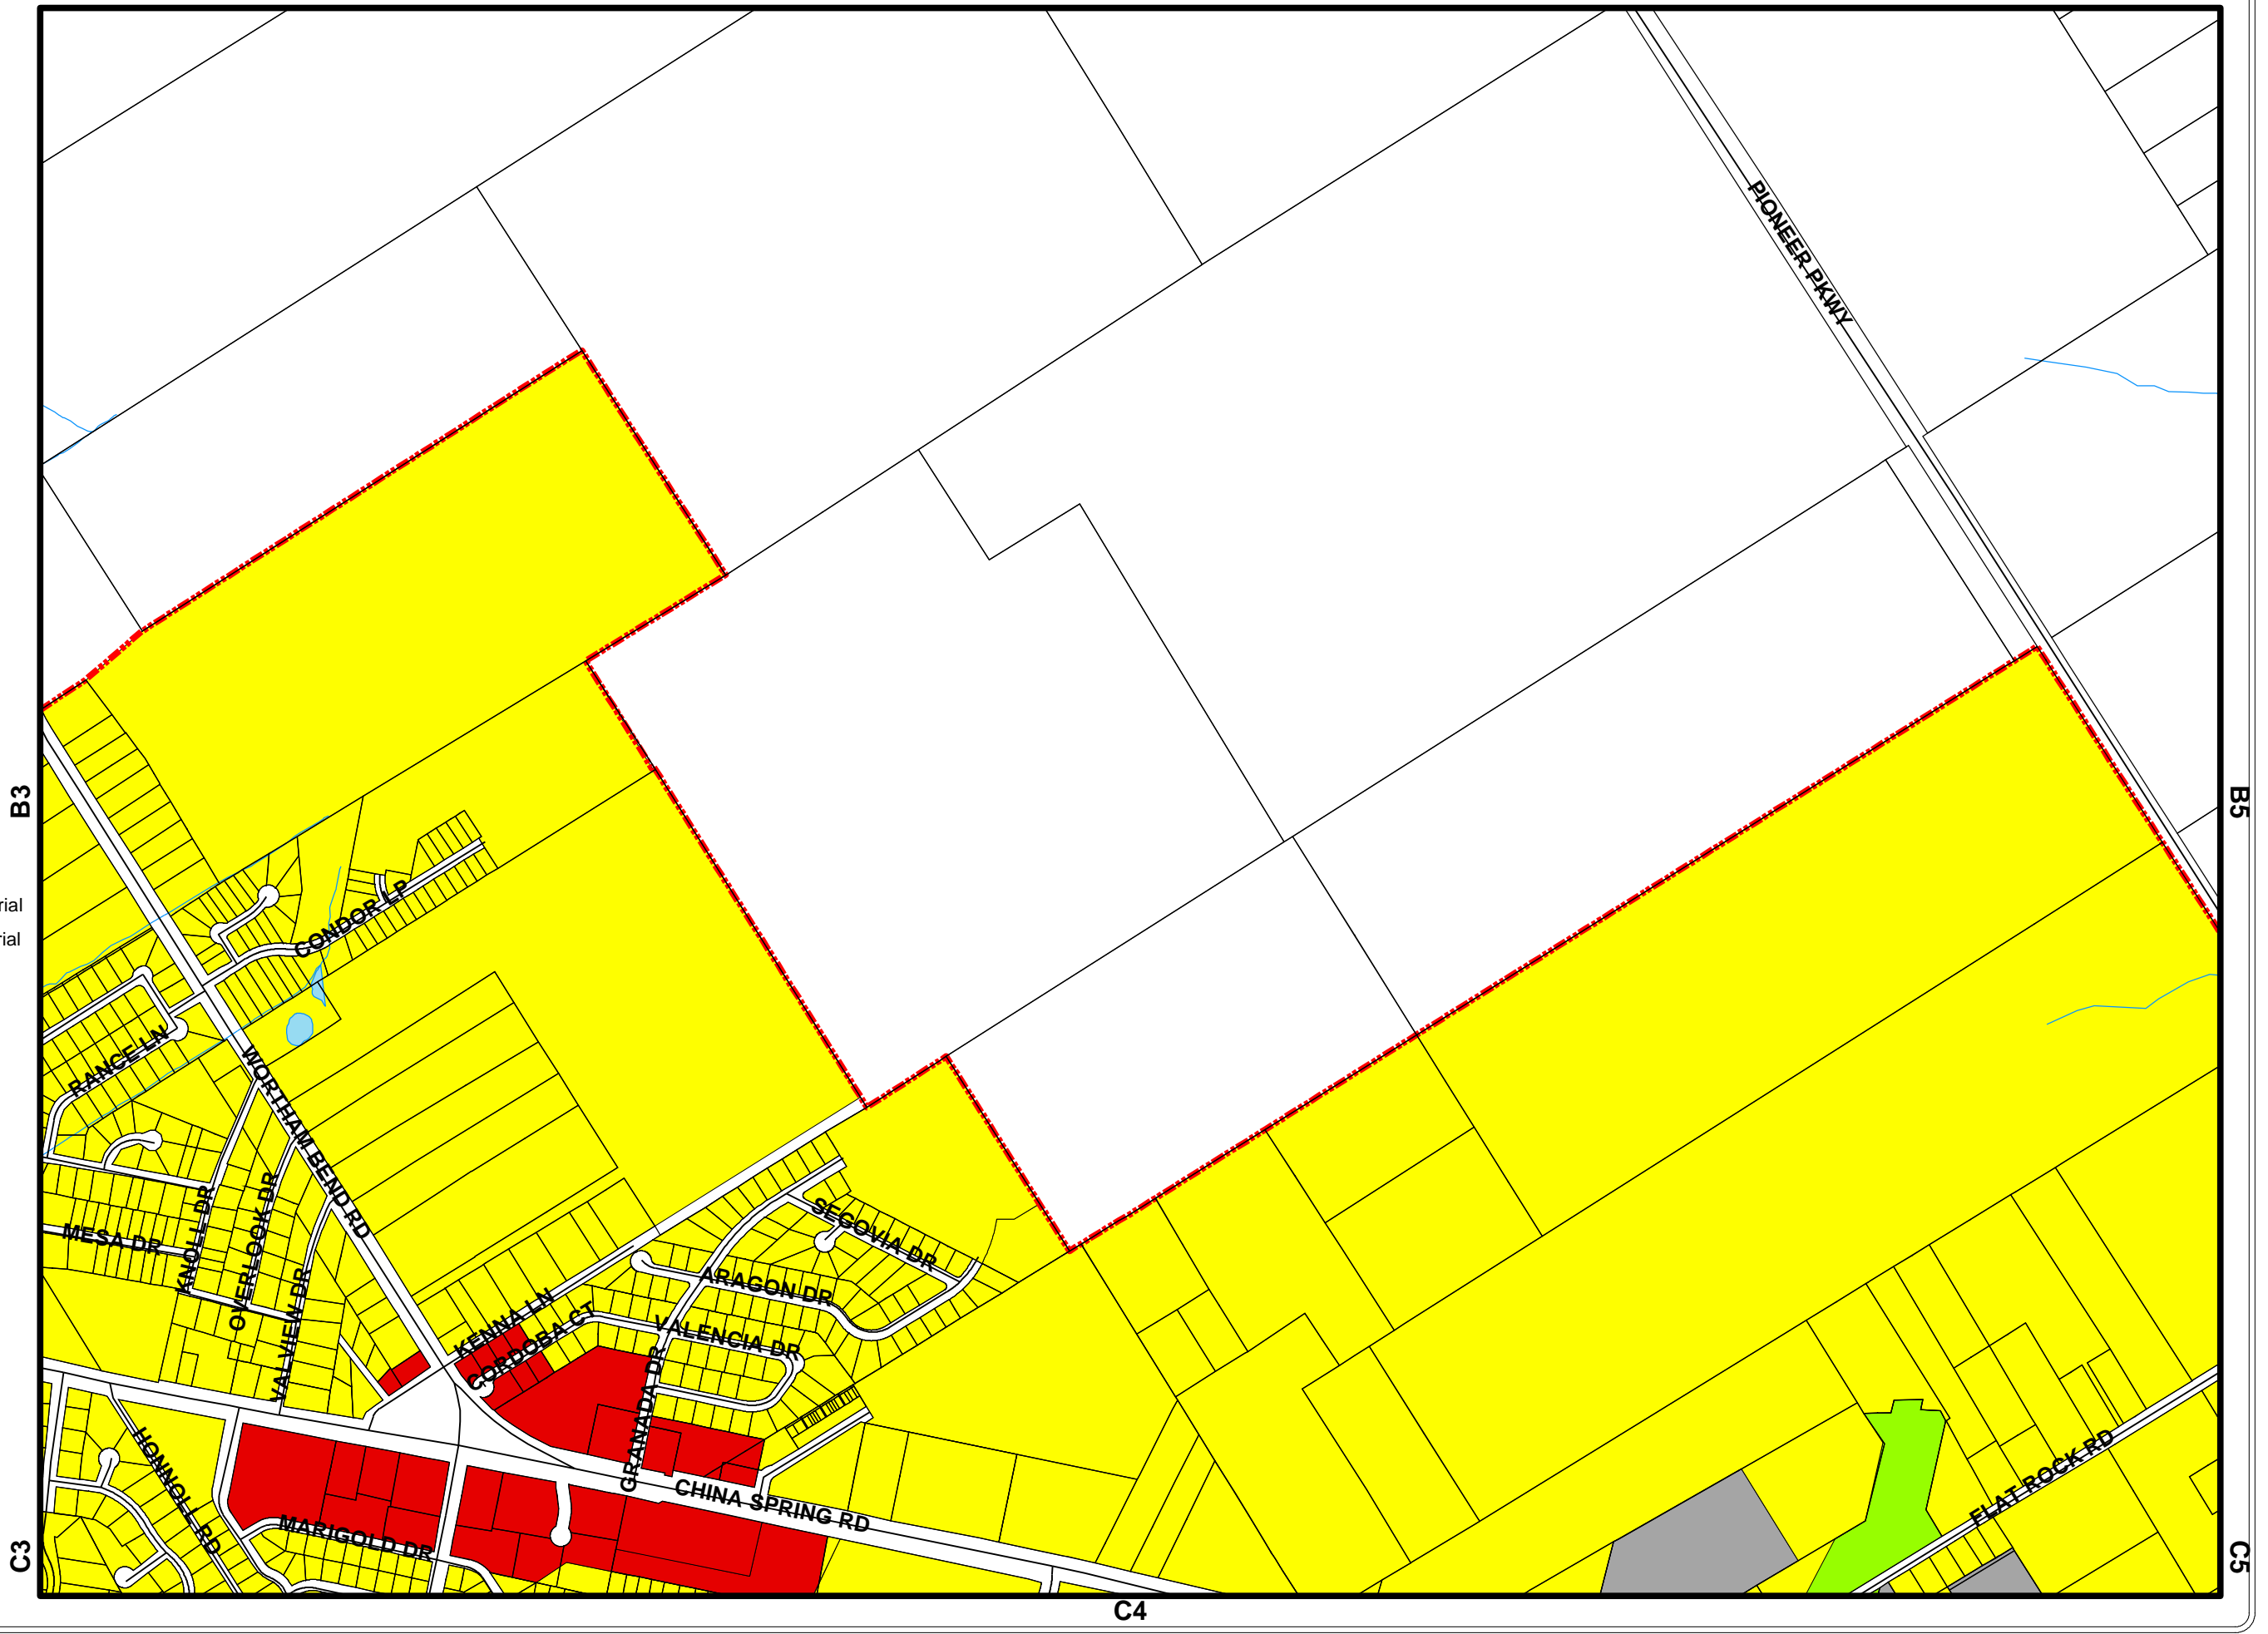 PIONEER PKWY
B3
B5
rial
rial
CONDOR LP
RANCE LN
WORTHAM BEND RD
KNOLL DR
OVERLOOK DR
MESA DR
VALVIEW DR
SEGOVIA DR
ARAGON DR
KENNA LN
CORDOBA CT
VALENCIA DR
GRANADA DR
HONNOLL RD
MARIGOLD DR
CHINA SPRING RD
FLAT ROCK RD
C3
C5
C4